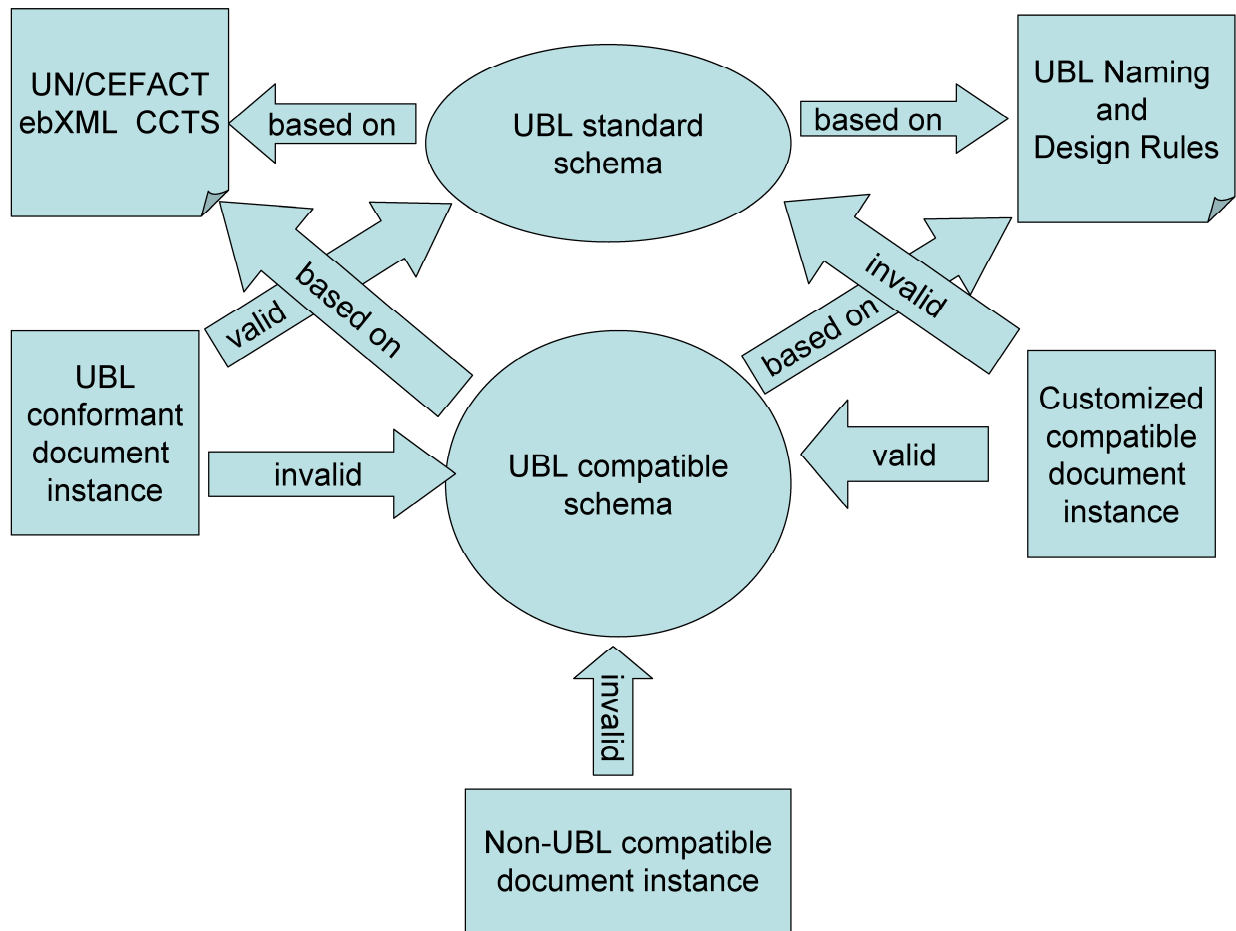 UN/CEFACT
ebXML  CCTS
based on
UBL standard
schema
based on
UBL Naming
and
Design Rules
valid
based on
invalid
based on
UBL
conformant
document
instance
invalid
UBL compatible
schema
valid
Customized
compatible
document
instance
invalid
Non-UBL compatible
document instance